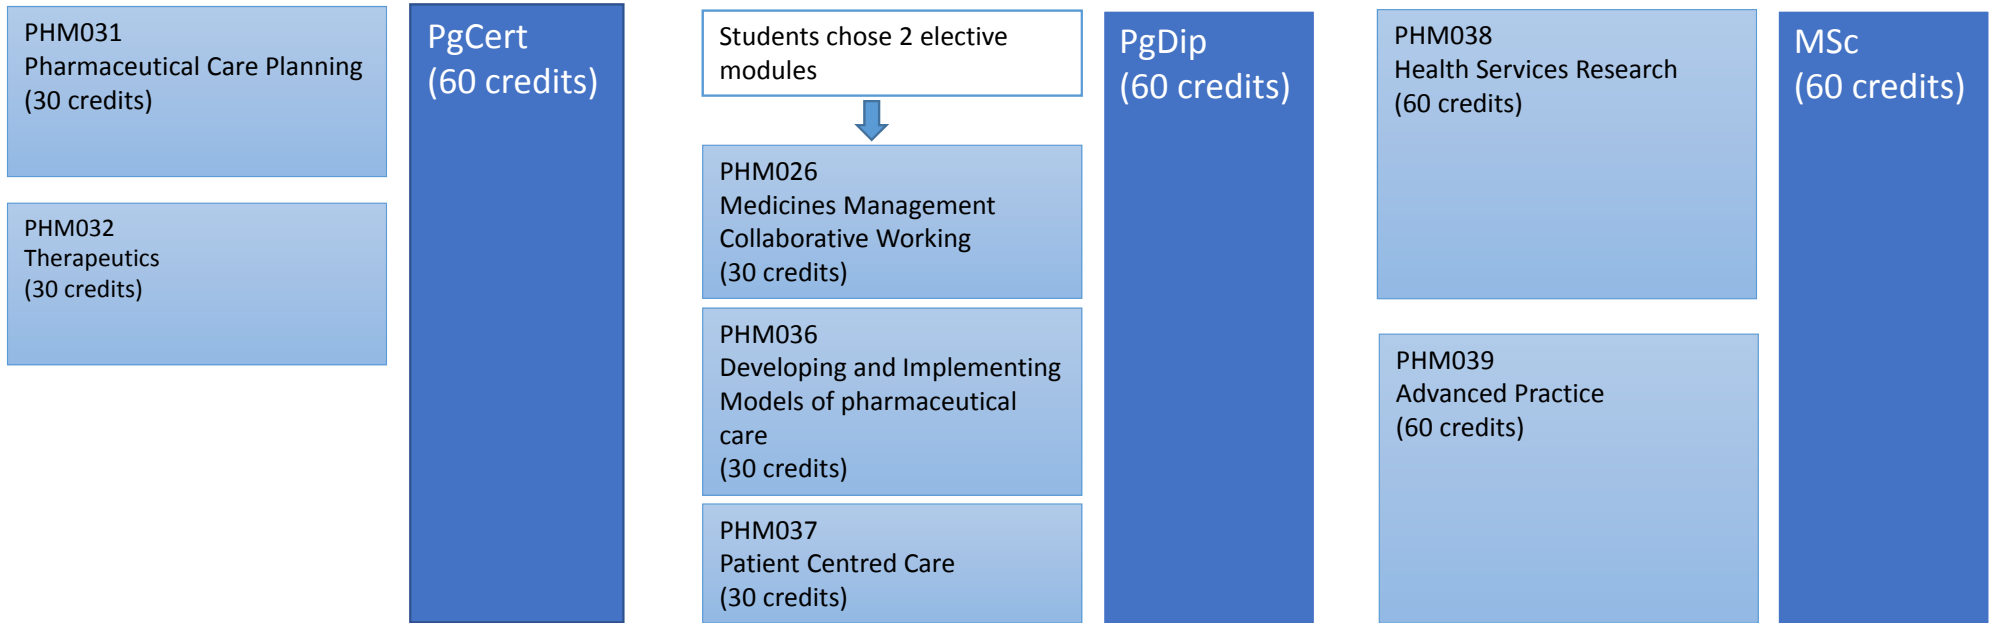 PHM031
Pharmaceutical Care Planning
(30 credits)
PHM032
Therapeutics
(30 credits)
PgCert
(60 credits)
Students chose 2 elective
modules
PHM026
Medicines Management
Collaborative Working
(30 credits)
PHM036
Developing and Implementing
Models of pharmaceutical
care
(30 credits)
PHM037
Patient Centred Care
(30 credits)
PgDip
(60 credits)
PHM038
Health Services Research
(60 credits)
PHM039
Advanced Practice
(60 credits)
MSc
(60 credits)